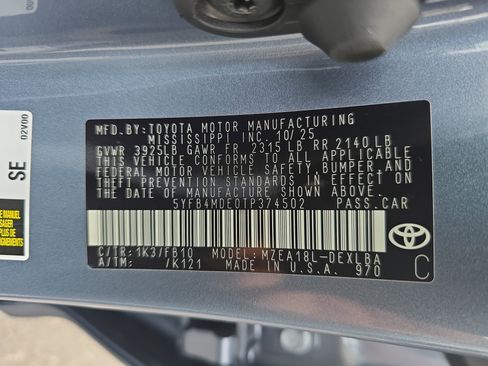 MFD.BY:TOYOTA MOTOR MANUFACTURING
MISSISSIPPI INC. 10/25
GVWR 3925LB GAWR FR 2315 LB RR 2140 LB
THIS VEHICLE CONFORMS TO ALL APPLICABLE
FEDERAL MOTOR VEHICLE SAFETY, BUMPER, AND
THEFT PREVENTION STANDARDS IN EFFECT ON
THE DATE OF MANUFACTURE SHOWN ABOVE.
5YFB4MDE0TP374502 PASS.CAR
C/TR: 1K3/FB10 MODEL: MZEA18L-DEXLBA
A/TM: /K121 MADE IN U.S.A. 970
TOYOTA
C
02V00
SE